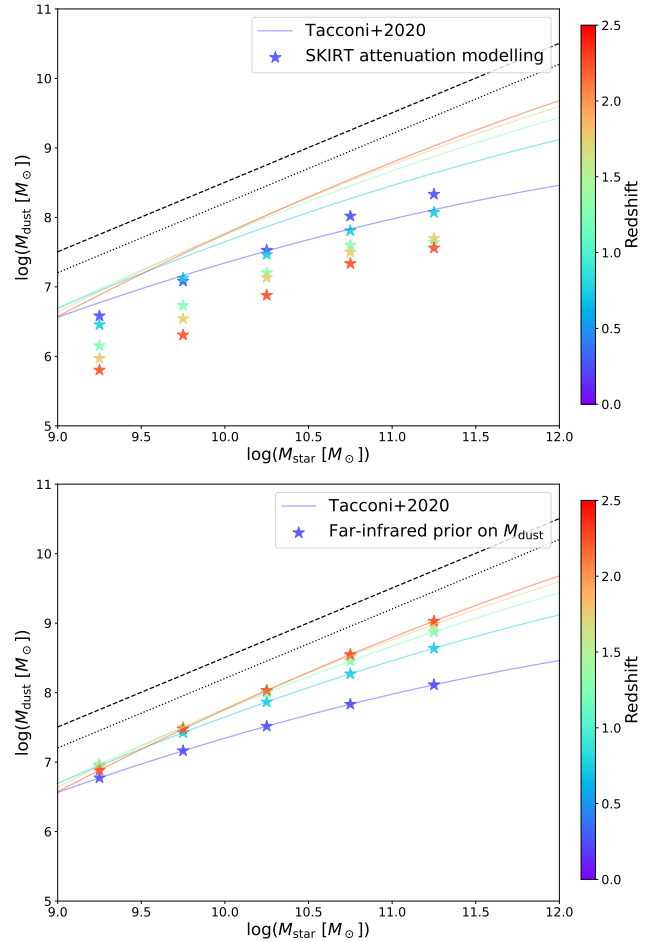 11
10
9
8
7
6
5
log(M_dust [M_⊙])
Tacconi+2020
SKIRT attenuation modelling
9.0 9.5 10.0 10.5 11.0 11.5 12.0
log(M_star [M_⊙])
2.5
2.0
1.5
1.0
0.5
0.0
Redshift
11
10
9
8
7
6
5
log(M_dust [M_⊙])
Tacconi+2020
Far-infrared prior on M_dust
9.0 9.5 10.0 10.5 11.0 11.5 12.0
log(M_star [M_⊙])
2.5
2.0
1.5
1.0
0.5
0.0
Redshift